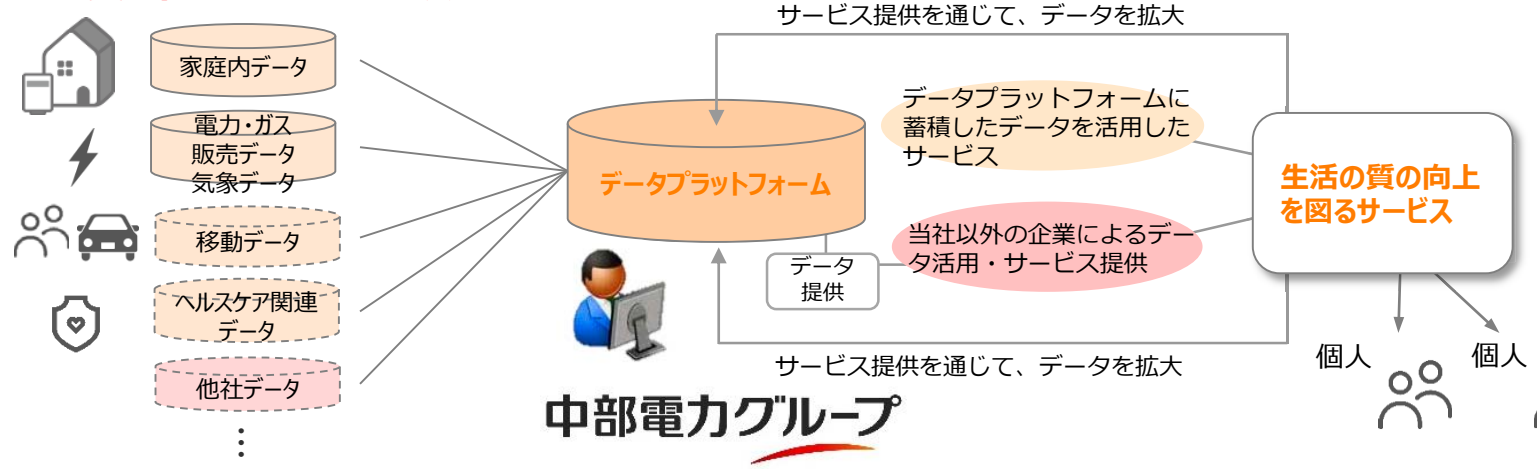 サービス提供を通じて、データを拡大
家庭内データ
電力・ガス
販売データ
気象データ
移動データ
ヘルスケア関連
データ
他社データ
⋮
データプラットフォーム
データプラットフォームに
蓄積したデータを活用した
サービス
当社以外の企業によるデー
タ活用・サービス提供
データ
提供
生活の質の向上
を図るサービス
サービス提供を通じて、データを拡大
個人
個人
中部電力グループ